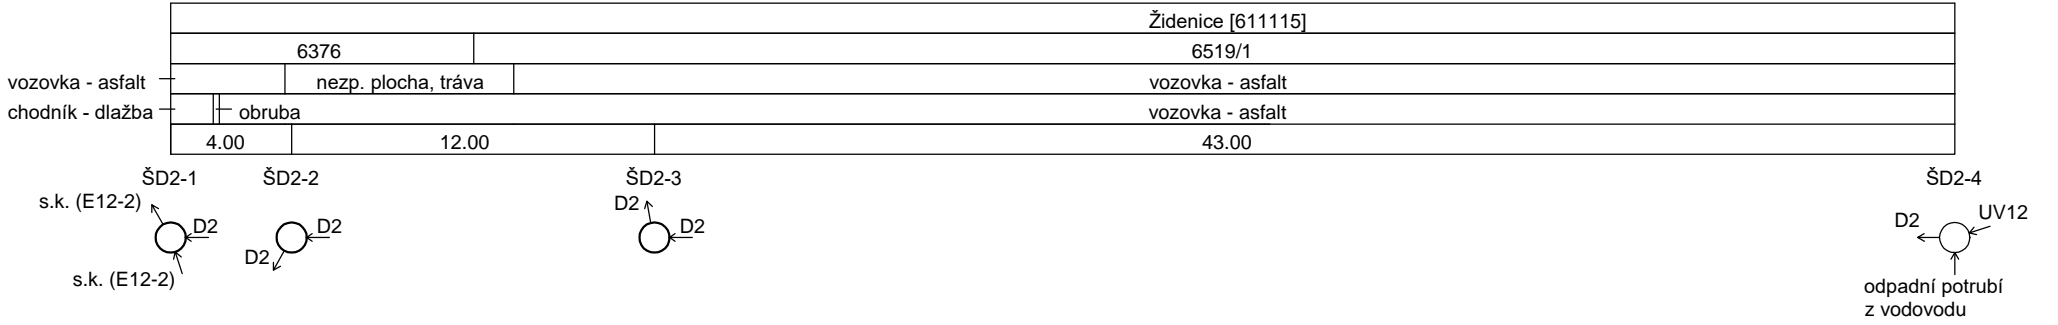 Židenice [611115]
6376 6519/1
vozovka - asfalt nezp. plocha, tráva vozovka - asfalt
chodník - dlažba obruba vozovka - asfalt
4.00 12.00 43.00
ŠD2-1 ŠD2-2 ŠD2-3 ŠD2-4
s.k. (E12-2) D2 UV12
D2 D2 D2 D2
D2
s.k. (E12-2) odpadní potrubí
z vodovodu